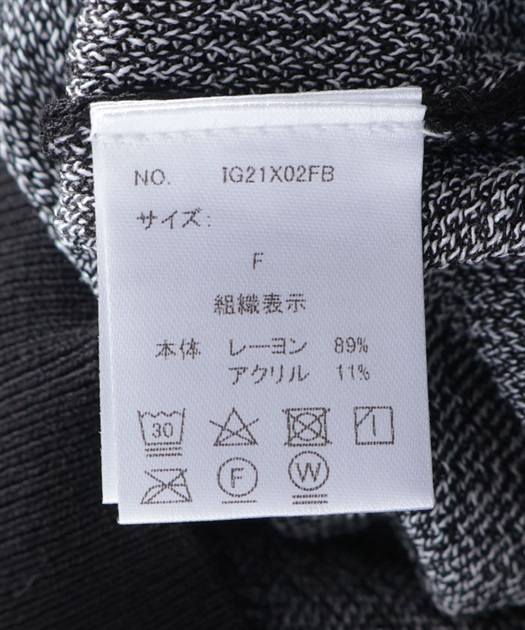 NO. IG21X02FB
サイズ:
F
組織表示
本体 レーヨン 89%
アクリル 11%
30
F W